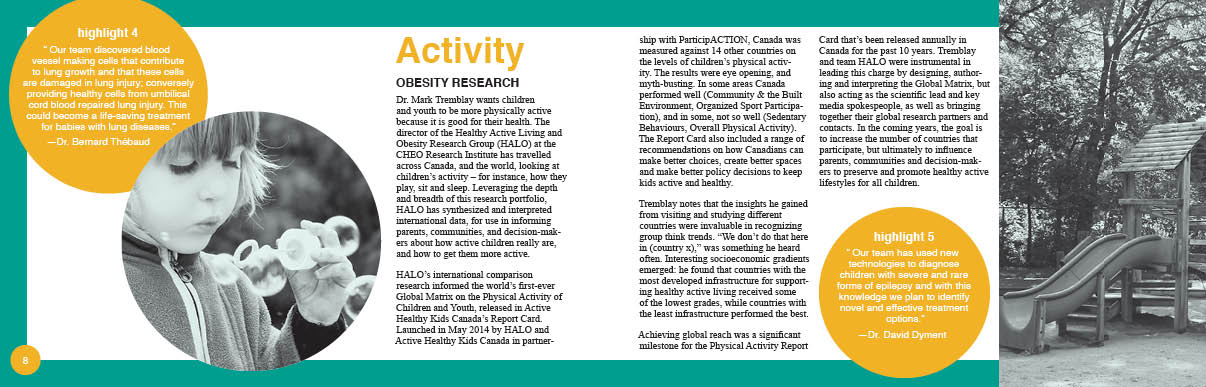 highlight 4
“ Our team discovered blood
vessel making cells that contribute
to lung growth and that these cells
are damaged in lung injury; conversely
providing healthy cells from umbilical
cord blood repaired lung injury. This
could become a life-saving treatment
for babies with lung diseases.”
—Dr. Bernard Thébaud
8
Activity
OBESITY RESEARCH
Dr. Mark Tremblay wants children
and youth to be more physically active
because it is good for their health. The
director of the Healthy Active Living and
Obesity Research Group (HALO) at the
CHEO Research Institute has travelled
across Canada, and the world, looking at
children’s activity – for instance, how they
play, sit and sleep. Leveraging the depth
and breadth of this research portfolio,
HALO has synthesized and interpreted
international data, for use in informing
parents, communities, and decision-mak-
ers about how active children really are,
and how to get them more active.
HALO’s international comparison
research informed the world’s first-ever
Global Matrix on the Physical Activity of
Children and Youth, released in Active
Healthy Kids Canada’s Report Card.
Launched in May 2014 by HALO and
Active Healthy Kids Canada in partner-
ship with ParticipACTION, Canada was
measured against 14 other countries on
the levels of children’s physical activ-
ity. The results were eye opening, and
myth-busting. In some areas Canada
performed well (Community & the Built
Environment, Organized Sport Participa-
tion), and in some, not so well (Sedentary
Behaviours, Overall Physical Activity).
The Report Card also included a range of
recommendations on how Canadians can
make better choices, create better spaces
and make better policy decisions to keep
kids active and healthy.
Tremblay notes that the insights he gained
from visiting and studying different
countries were invaluable in recognizing
group think trends. “We don’t do that here
in (country x),” was something he heard
often. Interesting socioeconomic gradients
emerged: he found that countries with the
most developed infrastructure for support-
ing healthy active living received some
of the lowest grades, while countries with
the least infrastructure performed the best.
Achieving global reach was a significant
milestone for the Physical Activity Report
Card that’s been released annually in
Canada for the past 10 years. Tremblay
and team HALO were instrumental in
leading this charge by designing, author-
ing and interpreting the Global Matrix, but
also acting as the scientific lead and key
media spokespeople, as well as bringing
together their global research partners and
contacts. In the coming years, the goal is
to increase the number of countries that
participate, but ultimately to influence
parents, communities and decision-mak-
ers to preserve and promote healthy active
lifestyles for all children.
highlight 5
“ Our team has used new
technologies to diagnose
children with severe and rare
forms of epilepsy and with this
knowledge we plan to identify
novel and effective treatment
options.”
—Dr. David Dyment